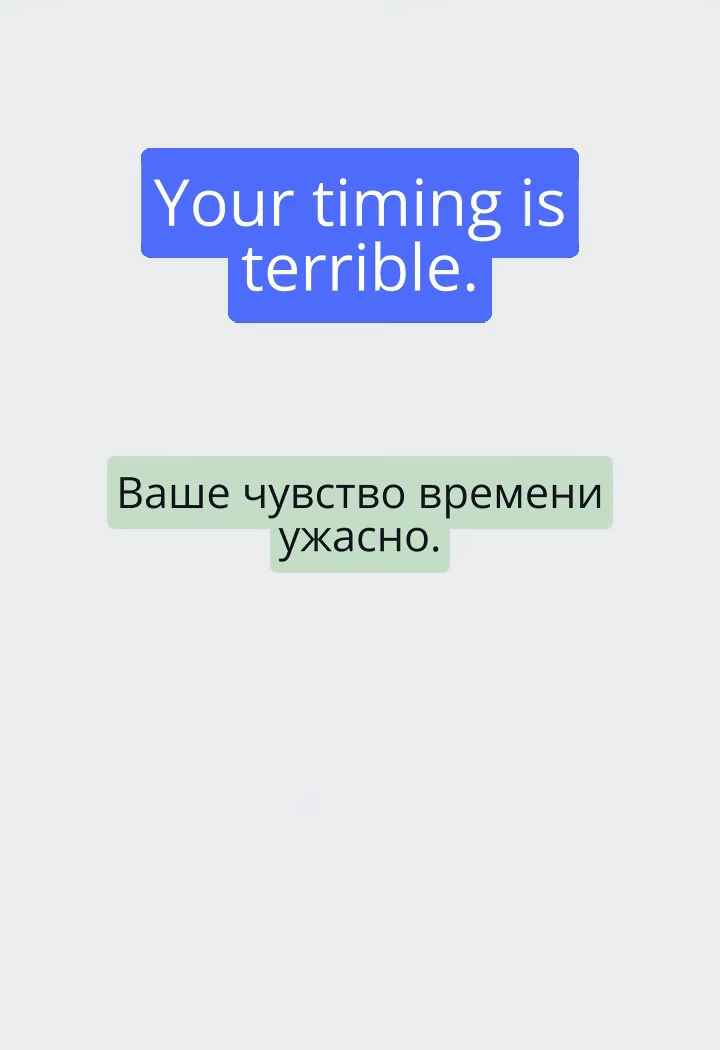 Your timing is
terrible.
Ваше чувство времени
ужасно.